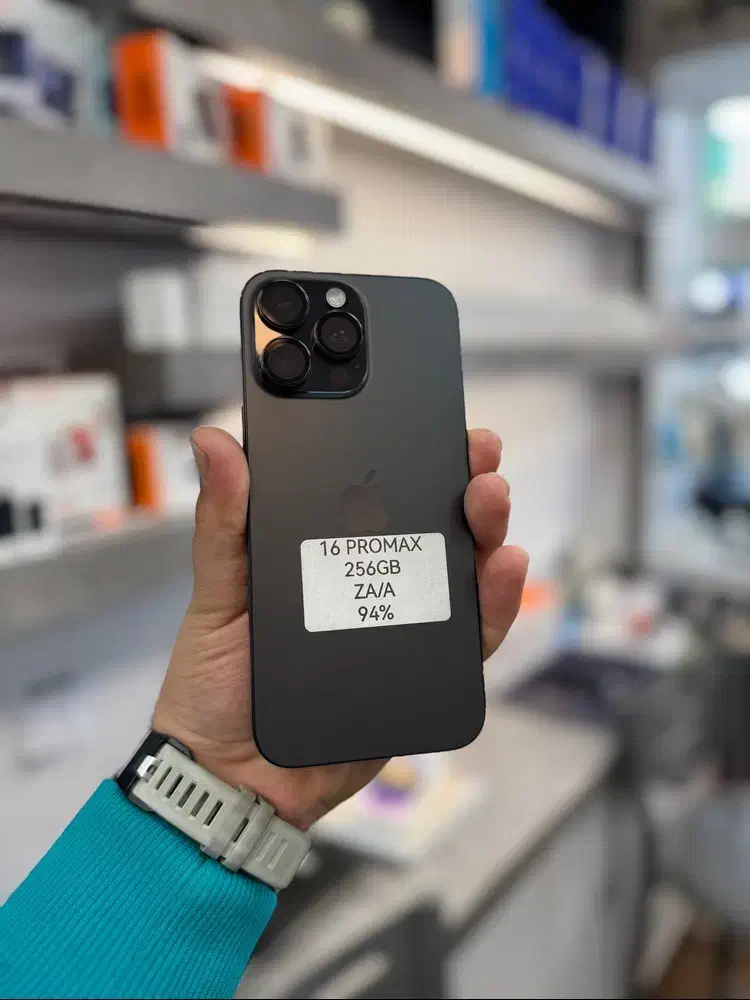 16 PROMAX
256GB
ZA/A
94%